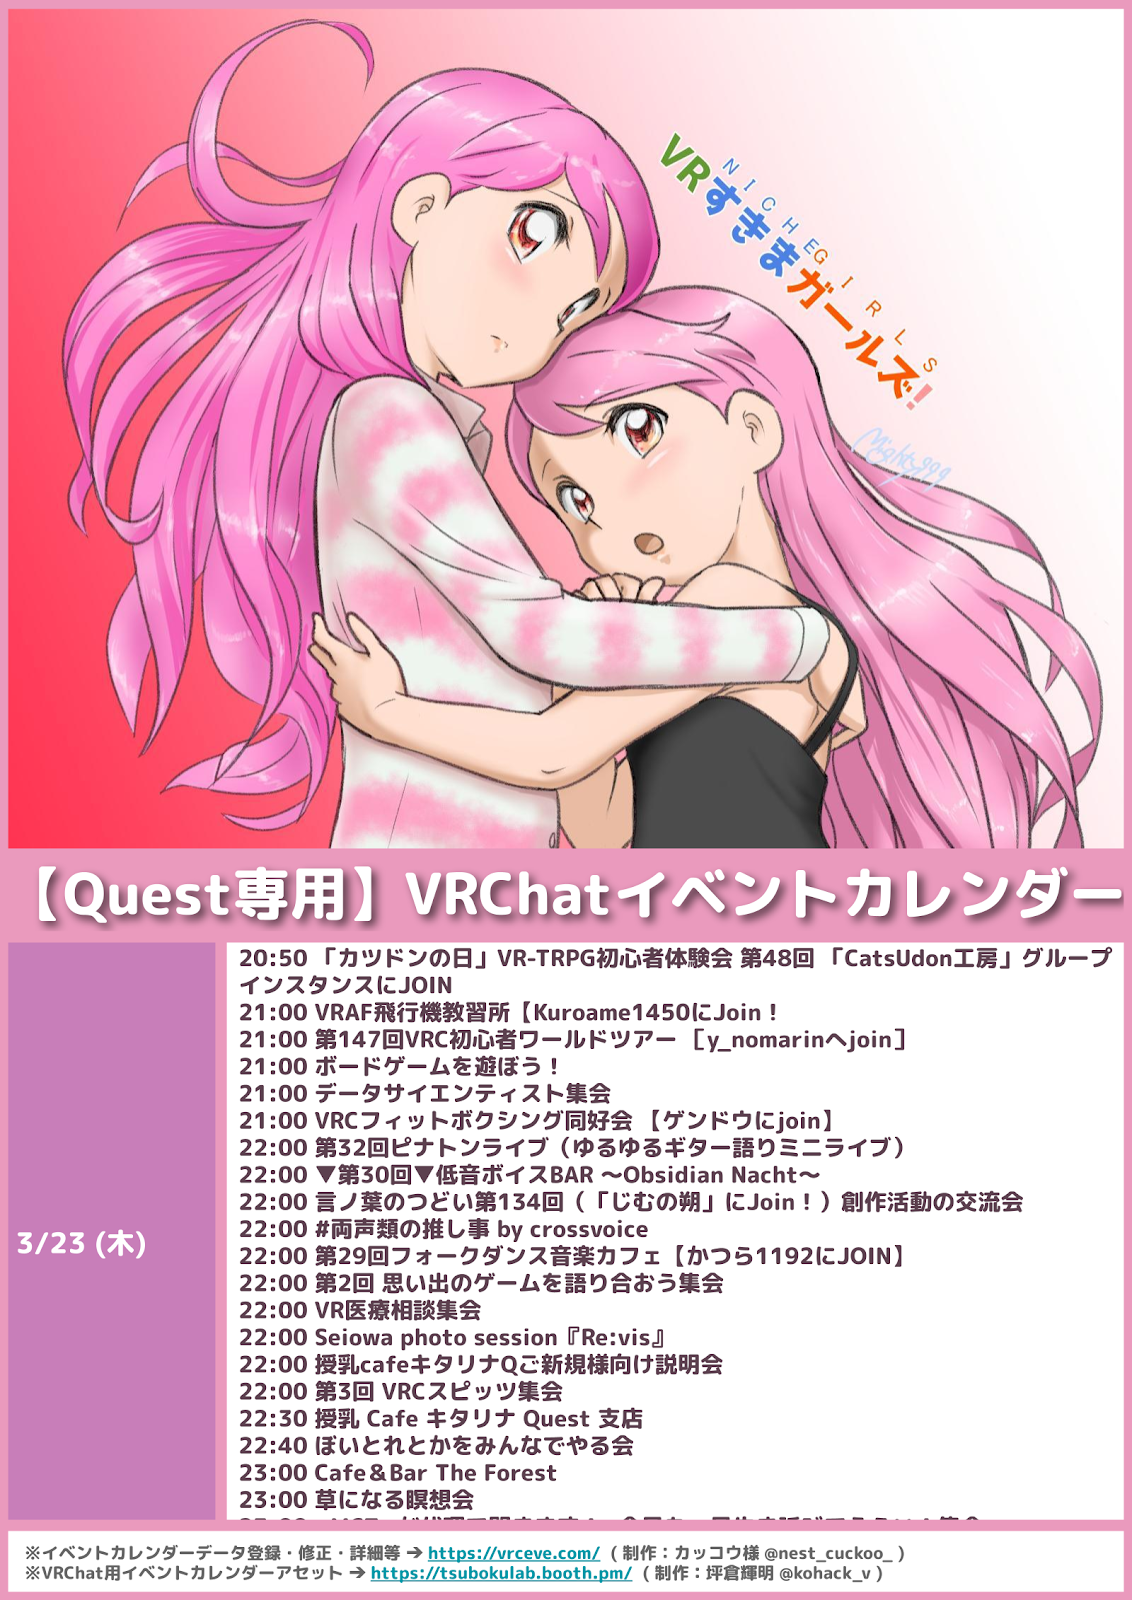 VRすきまガールズ!
NICHE GIRLS
Mighty999
【Quest専用】VRChatイベントカレンダー
3/23 (木)
20:50 「カツドンの日」VR-TRPG初心者体験会 第48回 「CatsUdon工房」グループ
インスタンスにJOIN
21:00 VRAF飛行機教習所【Kuroame1450にJoin！
21:00 第147回VRC初心者ワールドツアー ［y_nomarinへjoin］
21:00 ボードゲームを遊ぼう！
21:00 データサイエンティスト集会
21:00 VRCフィットボクシング同好会 【ゲンドウにjoin】
22:00 第32回ピナトンライブ（ゆるゆるギター語りミニライブ）
22:00 ▼第30回▼低音ボイスBAR ～Obsidian Nacht～
22:00 言ノ葉のつどい第134回（「じむの朔」にJoin！）創作活動の交流会
22:00 #両声類の推し事 by crossvoice
22:00 第29回フォークダンス音楽カフェ【かつら1192にJOIN】
22:00 第2回 思い出のゲームを語り合おう集会
22:00 VR医療相談集会
22:00 Seiowa photo session『Re:vis』
22:00 授乳cafeキタリナQご新規様向け説明会
22:00 第3回 VRCスピッツ集会
22:30 授乳 Cafe キタリナ Quest 支店
22:40 ぼいとれとかをみんなでやる会
23:00 Cafe＆Bar The Forest
23:00 草になる瞑想会
※イベントカレンダーデータ登録・修正・詳細等 ➔ https://vrceve.com/ （制作：カッコウ様 @nest_cuckoo_ ）
※VRChat用イベントカレンダーアセット ➔ https://tsubokulab.booth.pm/ （制作：坪倉輝明 @kohack_v ）